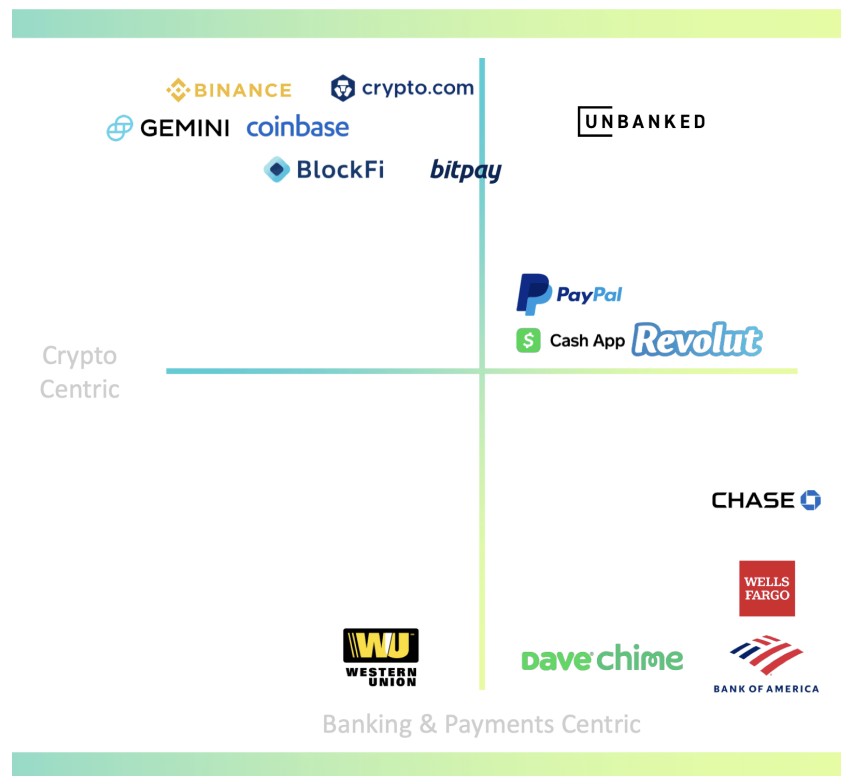 BINANCE
crypto.com
GEMINI
coinbase
UNBANKED
BlockFi
bitpay
PayPal
$ Cash App
Revolut
Crypto
Centric
CHASE
WELLS
FARGO
WU
WESTERN
UNION
Dave
chime
BANK OF AMERICA
Banking & Payments Centric